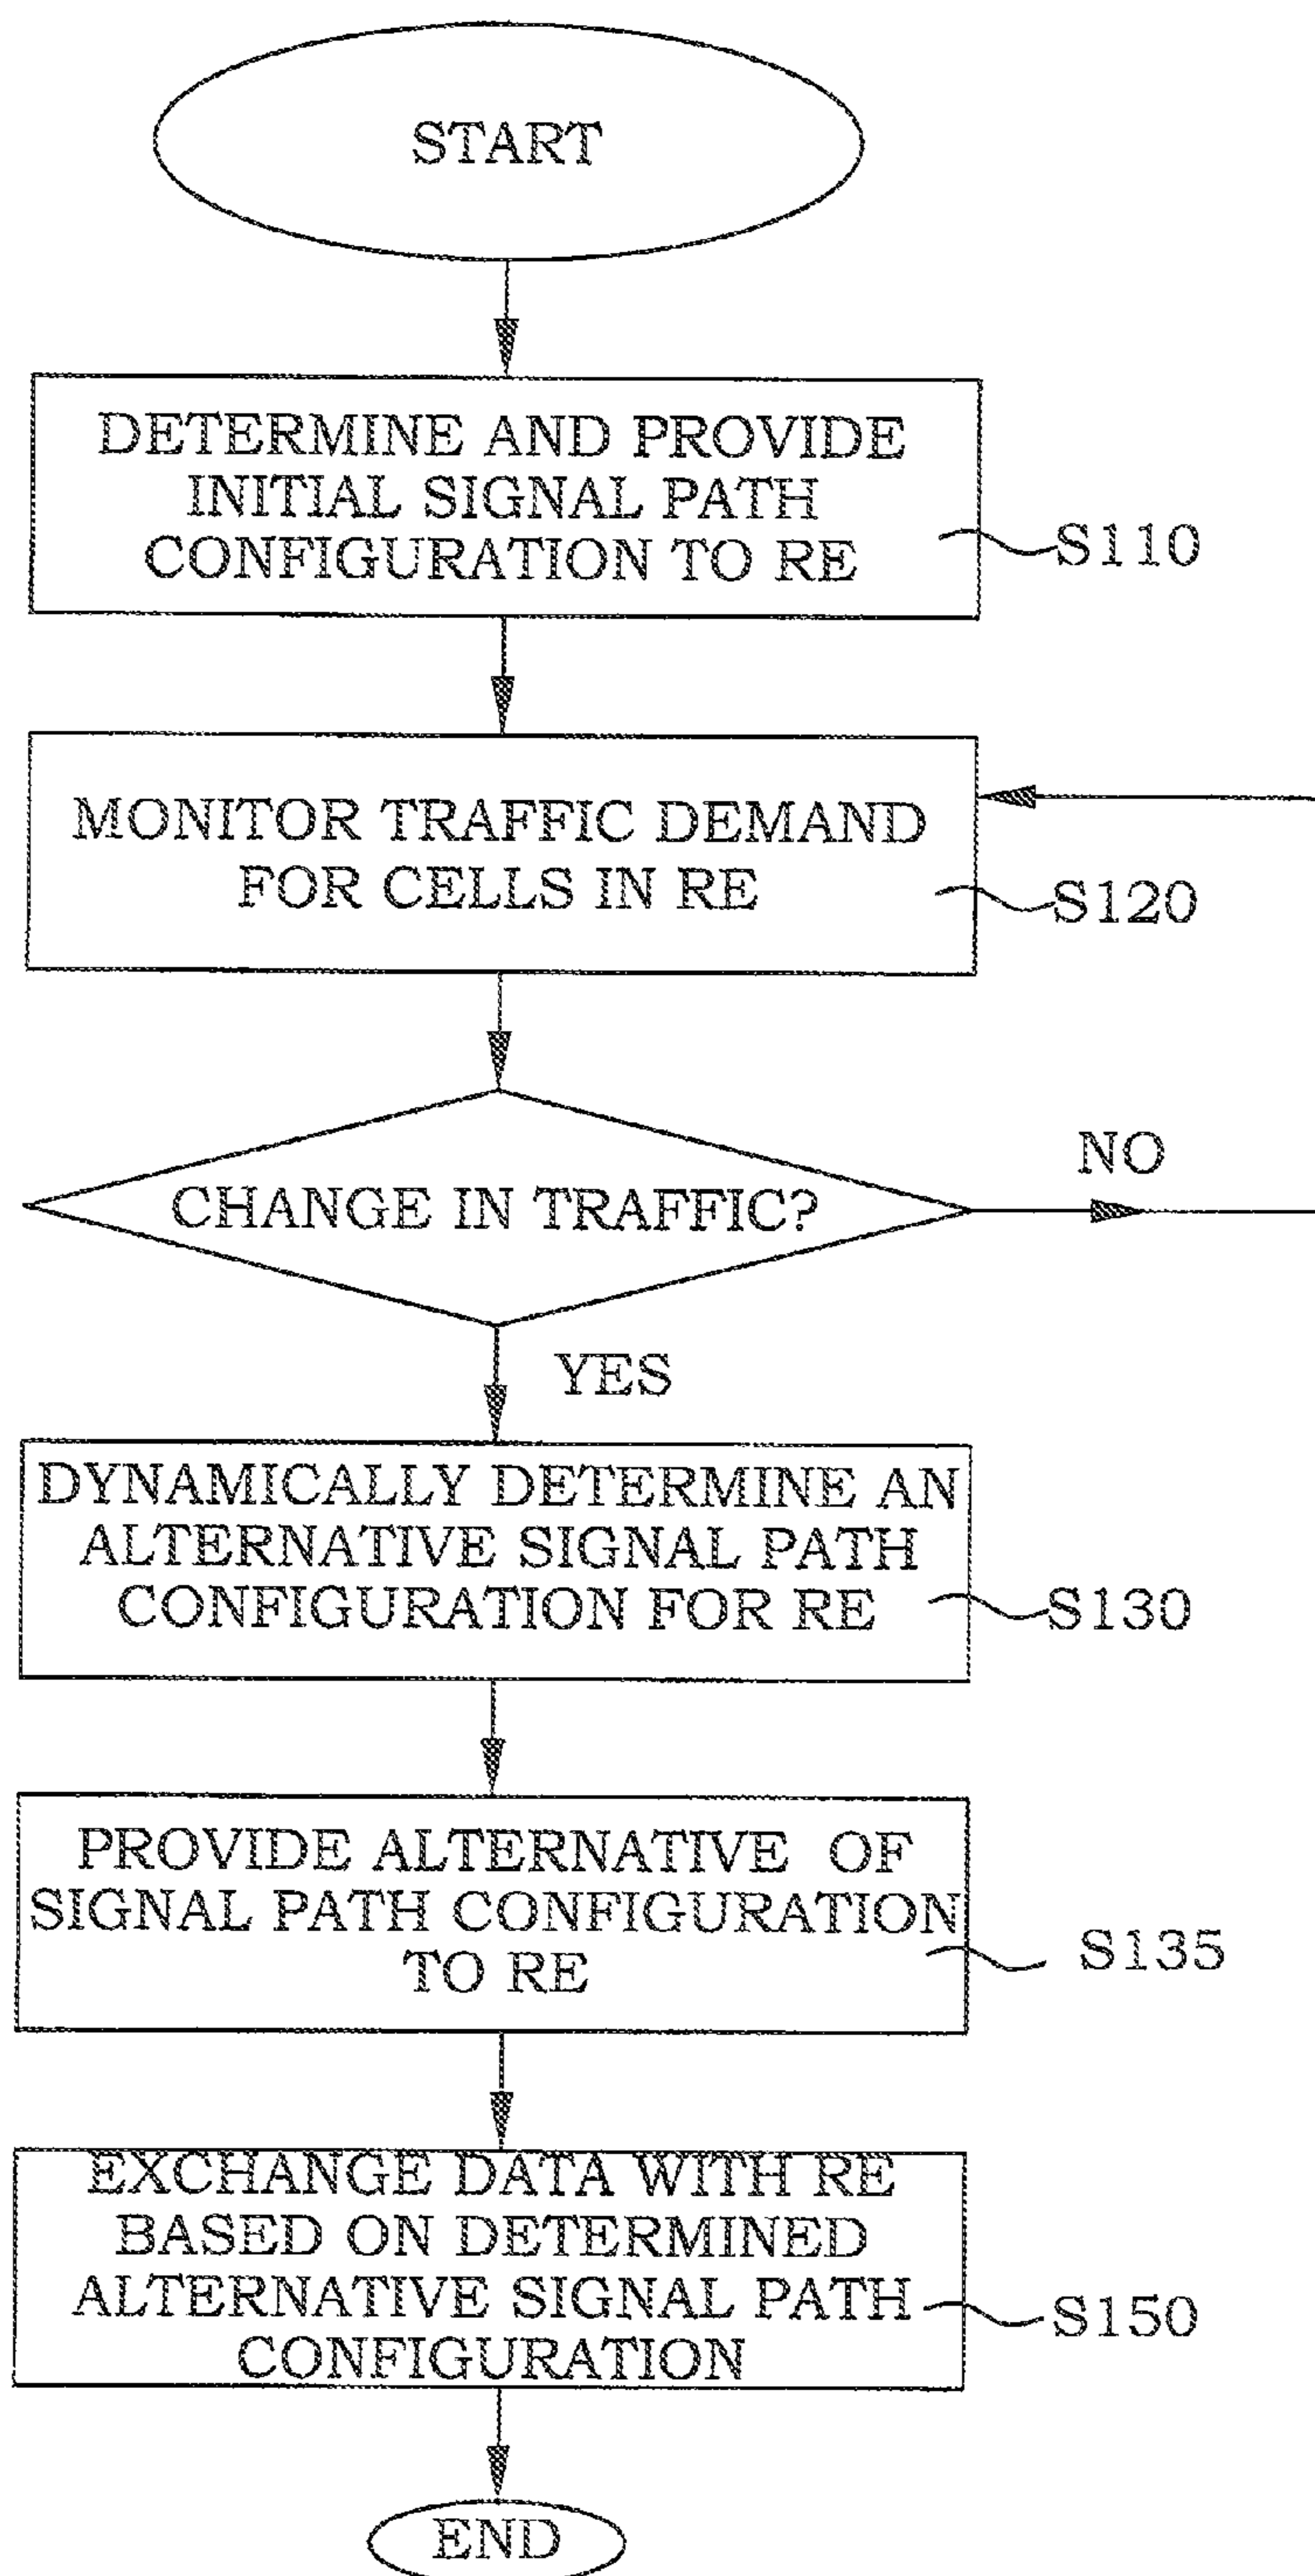 START
DETERMINE AND PROVIDE
INITIAL SIGNAL PATH
CONFIGURATION TO RE
S110
MONITOR TRAFFIC DEMAND
FOR CELLS IN RE
S120
CHANGE IN TRAFFIC?
NO
YES
DYNAMICALLY DETERMINE AN
ALTERNATIVE SIGNAL PATH
CONFIGURATION FOR RE
S130
PROVIDE ALTERNATIVE OF
SIGNAL PATH CONFIGURATION
TO RE
S135
EXCHANGE DATA WITH RE
BASED ON DETERMINED
ALTERNATIVE SIGNAL PATH
CONFIGURATION
S150
END